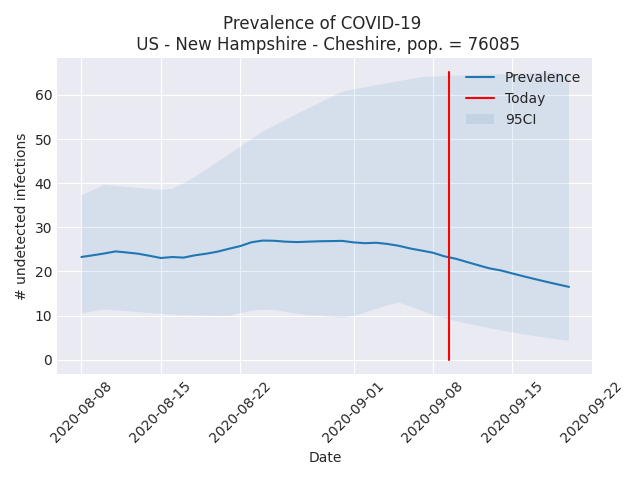 Prevalence of COVID-19
US - New Hampshire - Cheshire, pop. = 76085
Prevalence
Today
95CI
# undetected infections
60
50
40
30
20
10
0
2020-08-08
2020-08-15
2020-08-22
2020-09-01
2020-09-08
2020-09-15
2020-09-22
Date